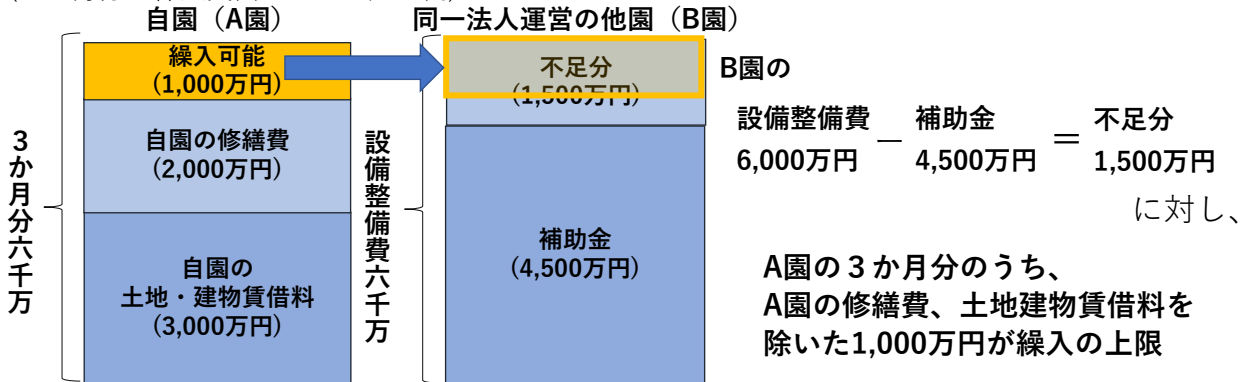 自園（A園）
同一法人運営の他園（B園）
3か月分六千万
繰入可能
（1,000万円）
自園の修繕費
（2,000万円）
自園の
土地・建物賃借料
（3,000万円）
設備整備費六千万
不足分
（1,500万円）
補助金
（4,500万円）
B園の
設備整備費 － 補助金 ＝ 不足分
6,000万円 4,500万円 1,500万円
に対し、
A園の３か月分のうち、
A園の修繕費、土地建物賃借料を
除いた1,000万円が繰入の上限